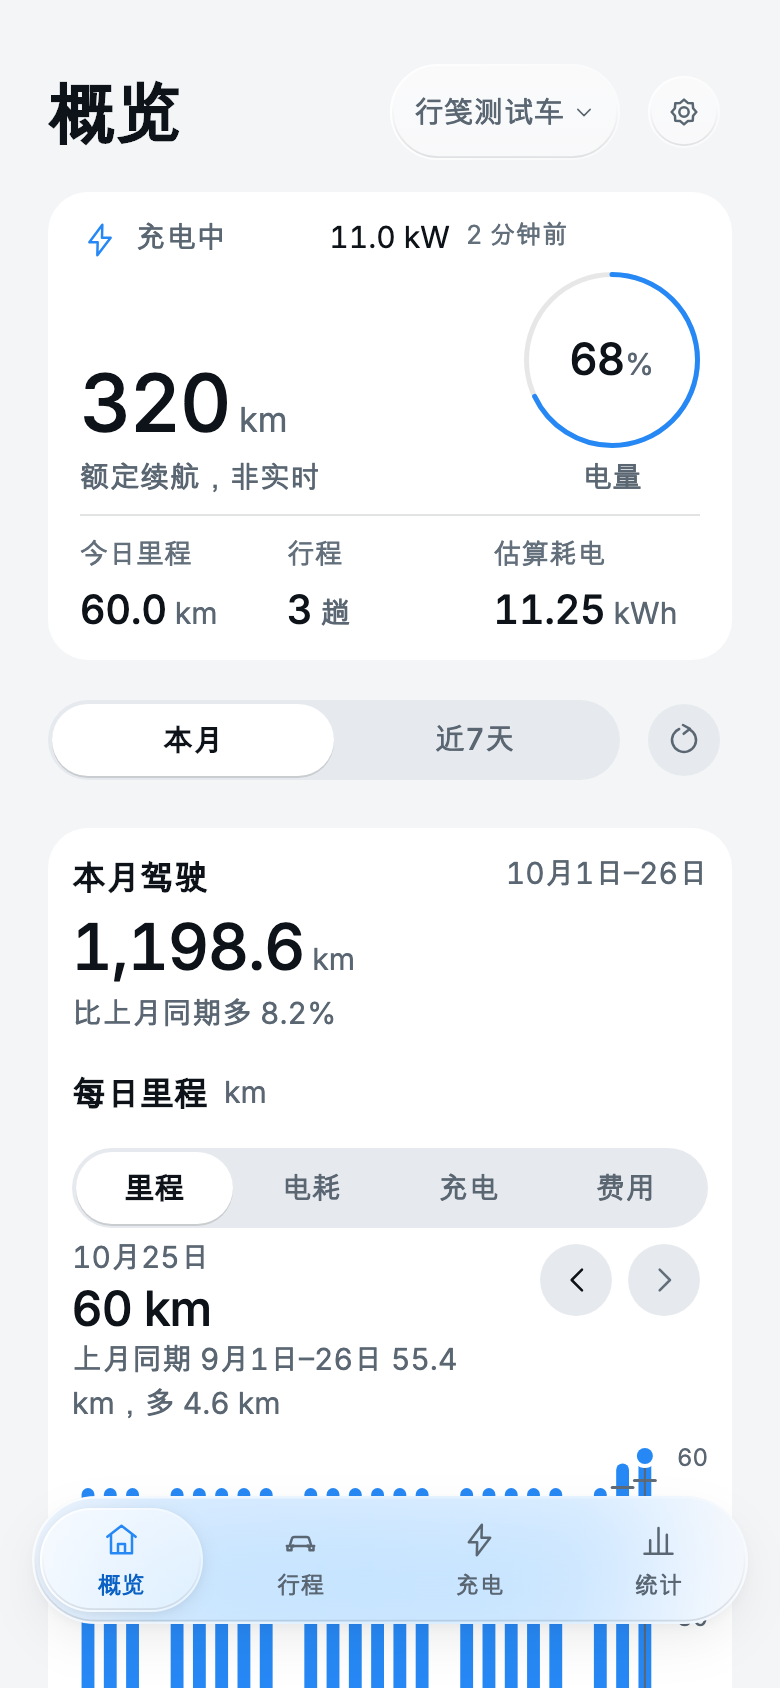 概览
行笺测试车
充电中 11.0 kW 2 分钟前
68%
320 km
额定续航，非实时
电量
今日里程 行程 估算耗电
60.0 km 3 趟 11.25 kWh
本月 近7天
本月驾驶 10月1日–26日
1,198.6 km
比上月同期多 8.2%
每日里程 km
里程 电耗 充电 费用
10月25日
60 km
上月同期 9月1日–26日 55.4
km，多 4.6 km
60
概览 行程 充电 统计